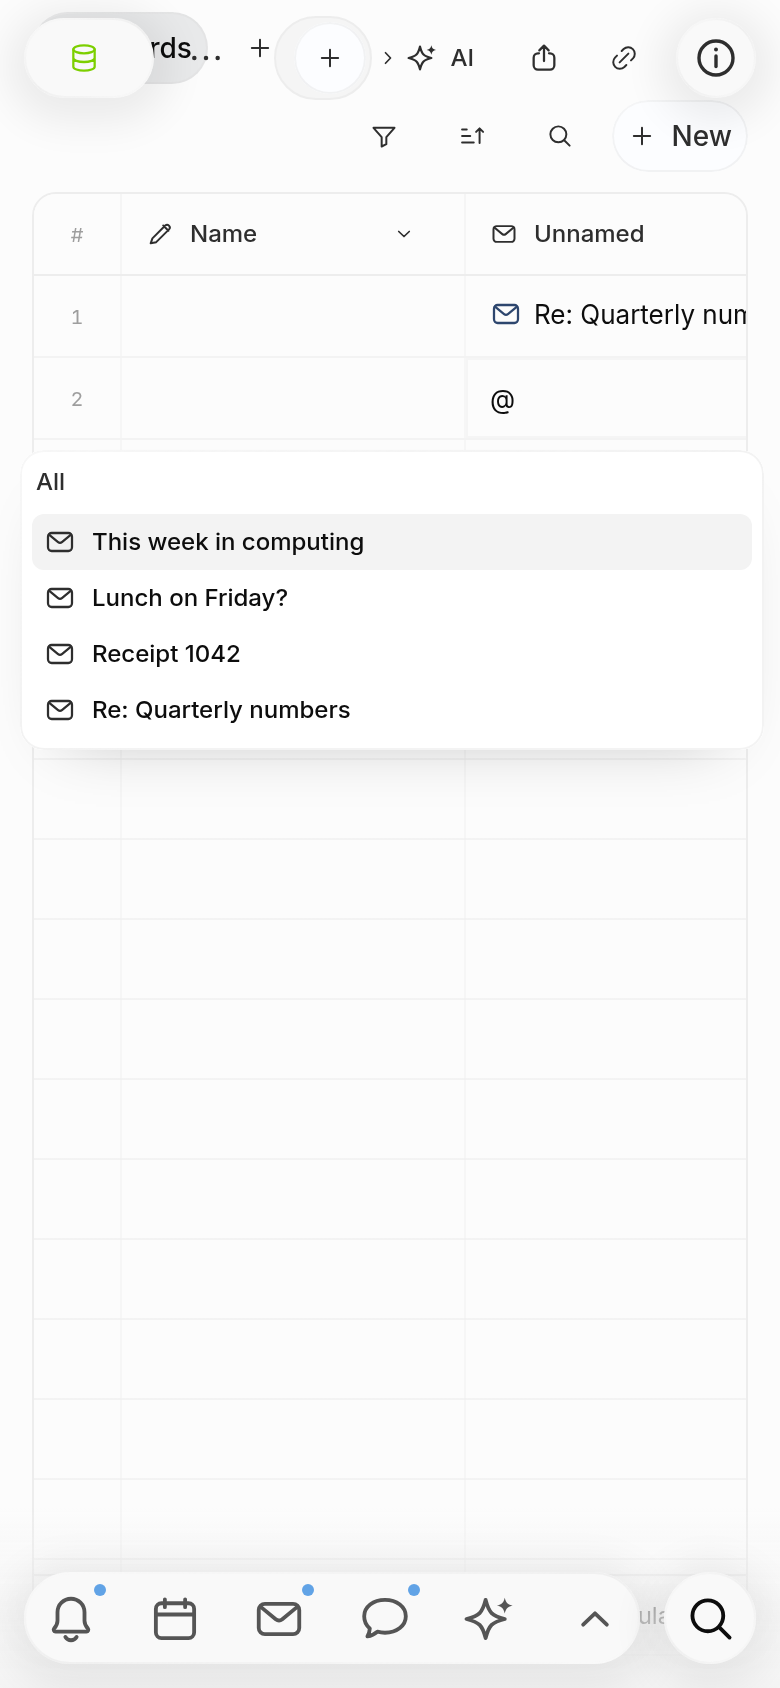 rds...
AI
New
# Name Unnamed
1 Re: Quarterly num
2 @
All
This week in computing
Lunch on Friday?
Receipt 1042
Re: Quarterly numbers
ula